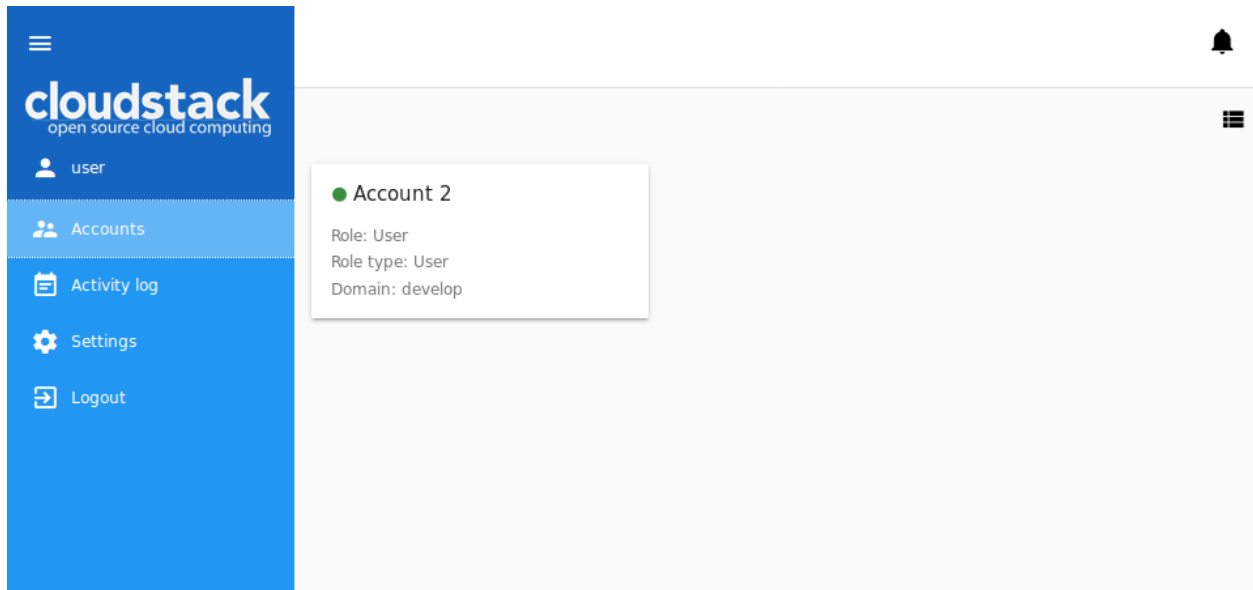 cloudstack
open source cloud computing
user
Accounts
Activity log
Settings
Logout
Account 2
Role: User
Role type: User
Domain: develop